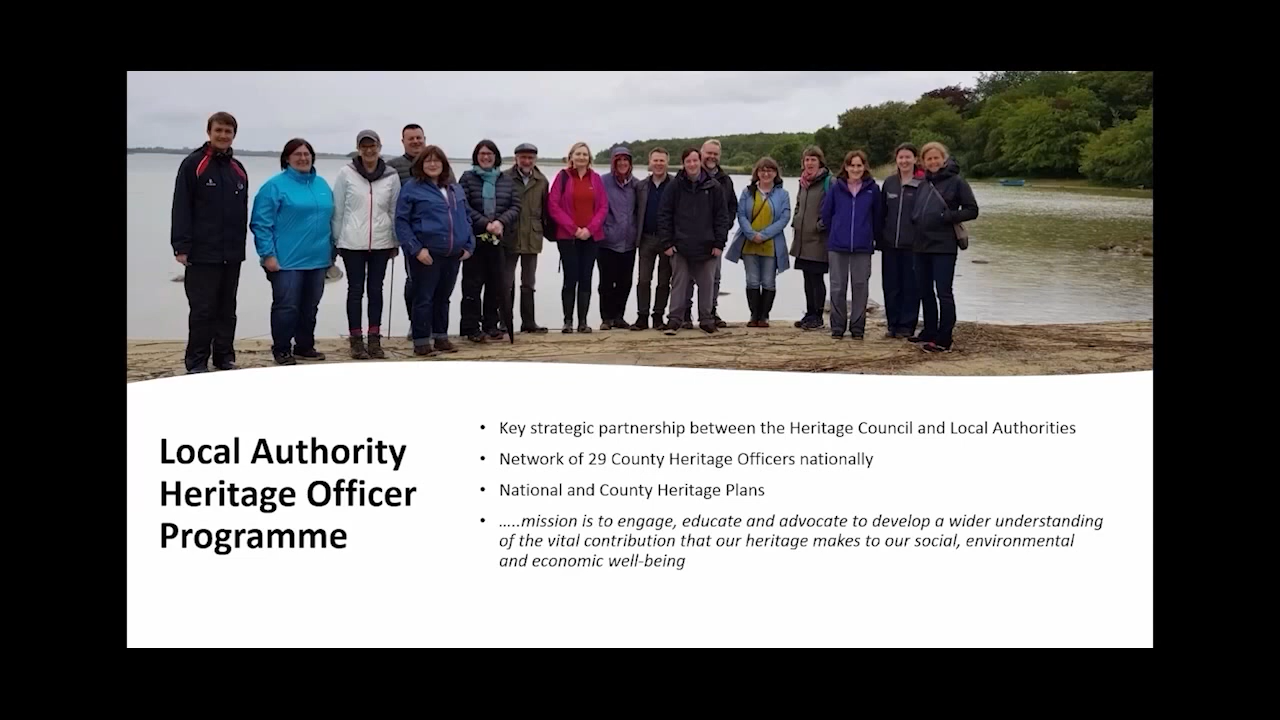 Local Authority
Heritage Officer
Programme
• Key strategic partnership between the Heritage Council and Local Authorities
• Network of 29 County Heritage Officers nationally
• National and County Heritage Plans
• …..mission is to engage, educate and advocate to develop a wider understanding
of the vital contribution that our heritage makes to our social, environmental
and economic well-being